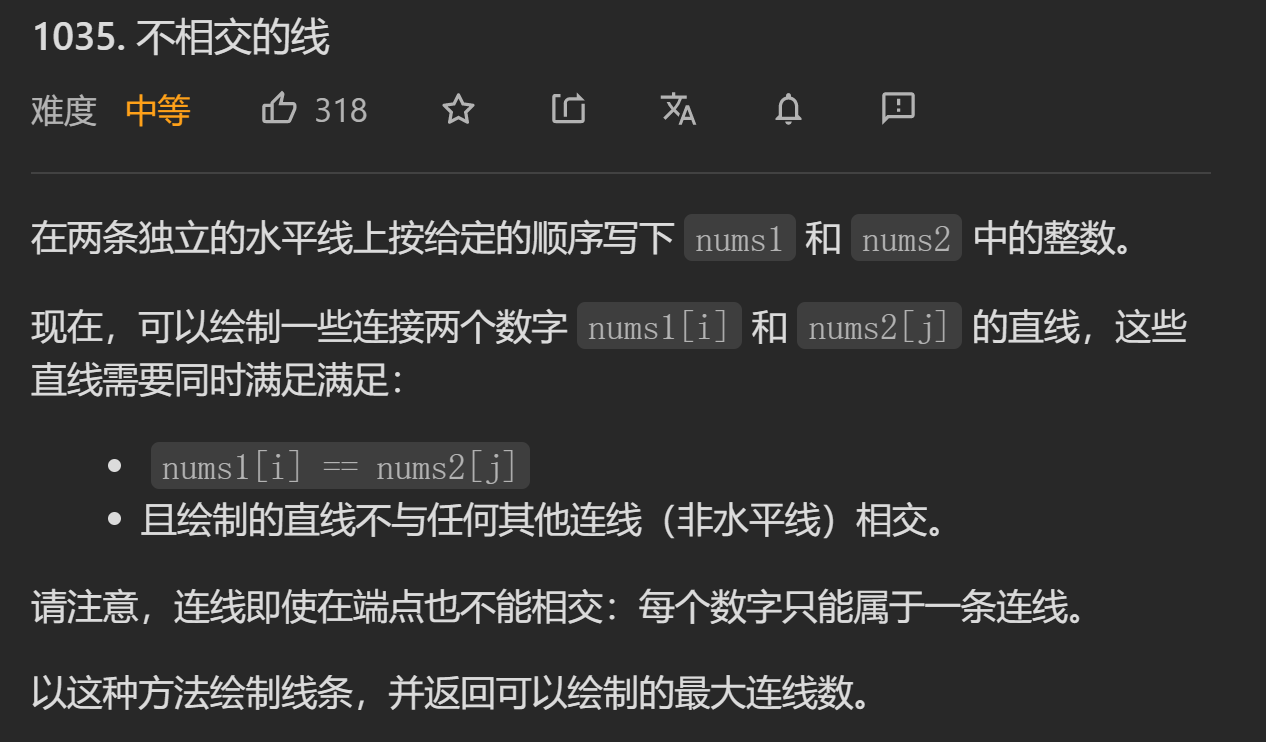 1035. 不相交的线
难度 中等 318
在两条独立的水平线上按给定的顺序写下 nums1 和 nums2 中的整数。
现在，可以绘制一些连接两个数字 nums1[i] 和 nums2[j] 的直线，这些
直线需要同时满足满足：
nums1[i] == nums2[j]
且绘制的直线不与任何其他连线（非水平线）相交。
请注意，连线即使在端点也不能相交：每个数字只能属于一条连线。
以这种方法绘制线条，并返回可以绘制的最大连线数。